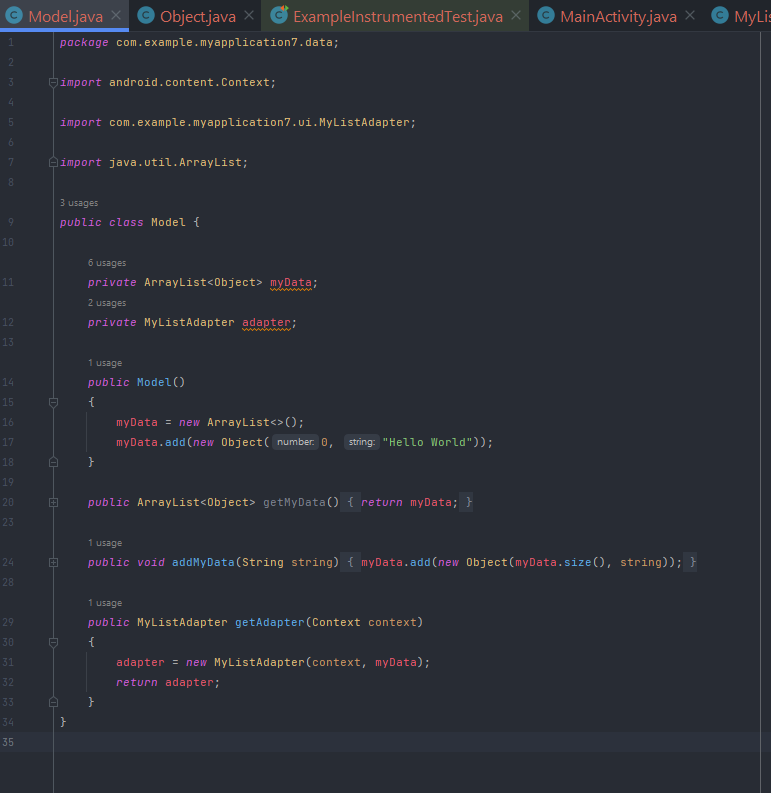 Model.java Object.java ExampleInstrumentedTest.java MainActivity.java MyLis
1 package com.example.myapplication7.data;
2
3 import android.content.Context;
4
5 import com.example.myapplication7.ui.MyListAdapter;
6
7 import java.util.ArrayList;
8
3 usages
9 public class Model {
10
6 usages
11 private ArrayList<Object> myData;
2 usages
12 private MyListAdapter adapter;
13
1 usage
14 public Model()
15 {
16 myData = new ArrayList<>();
17 myData.add(new Object( number: 0, string: "Hello World"));
18 }
19
20 public ArrayList<Object> getMyData() { return myData; }
23
1 usage
24 public void addMyData(String string) { myData.add(new Object(myData.size(), string)); }
28
1 usage
29 public MyListAdapter getAdapter(Context context)
30 {
31 adapter = new MyListAdapter(context, myData);
32 return adapter;
33 }
34 }
35